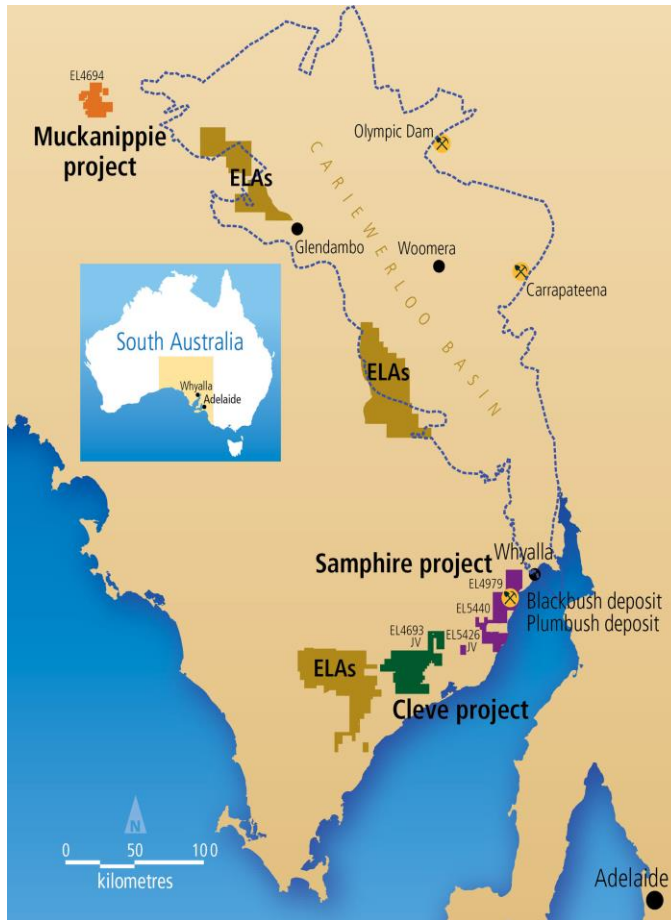 EL4694
Muckanippie
project
ELAs
Olympic Dam
CARIEWERLOO BASIN
Glendambo
Woomera
Carrapateena
South Australia
Whyalla
Adelaide
ELAs
Samphire project
Whyalla
EL4979
Blackbush deposit
Plumbush deposit
EL5440
EL4693
JV
EL5426
JV
ELAs
Cleve project
N
0 50 100
kilometres
Adelaide